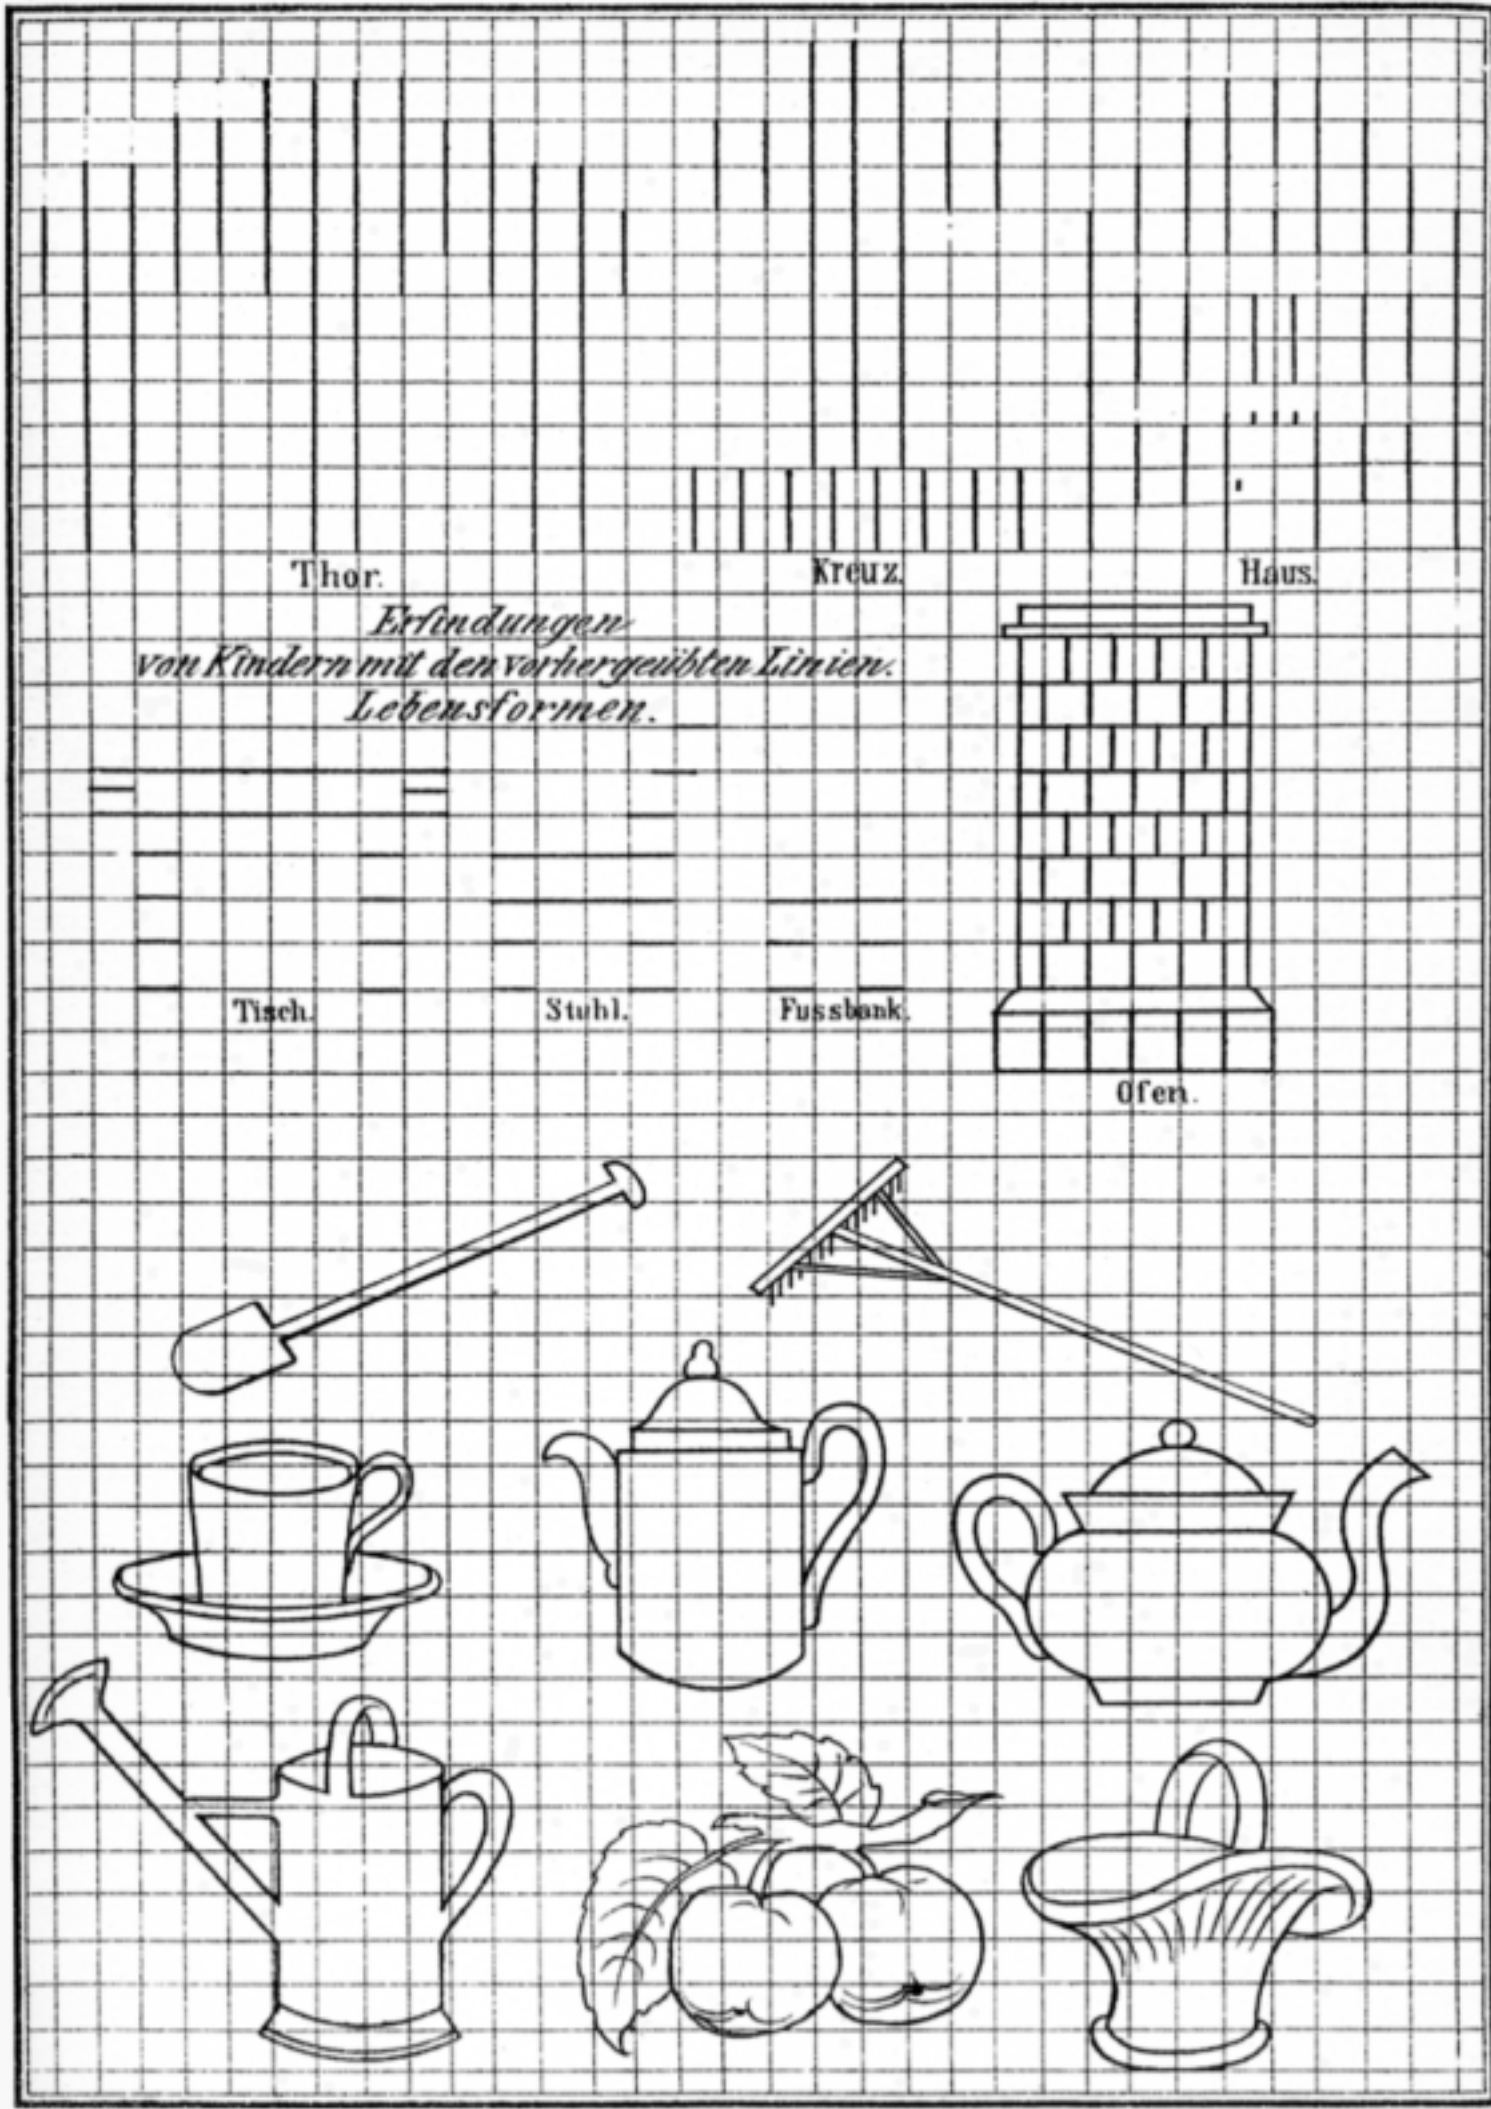 Thor.
Kreuz.
Haus.
Erfindungen
von Kindern mit den vorhergeübten Linien.
Lebensformen.
Tisch.
Stuhl.
Fussbank.
Ofen.